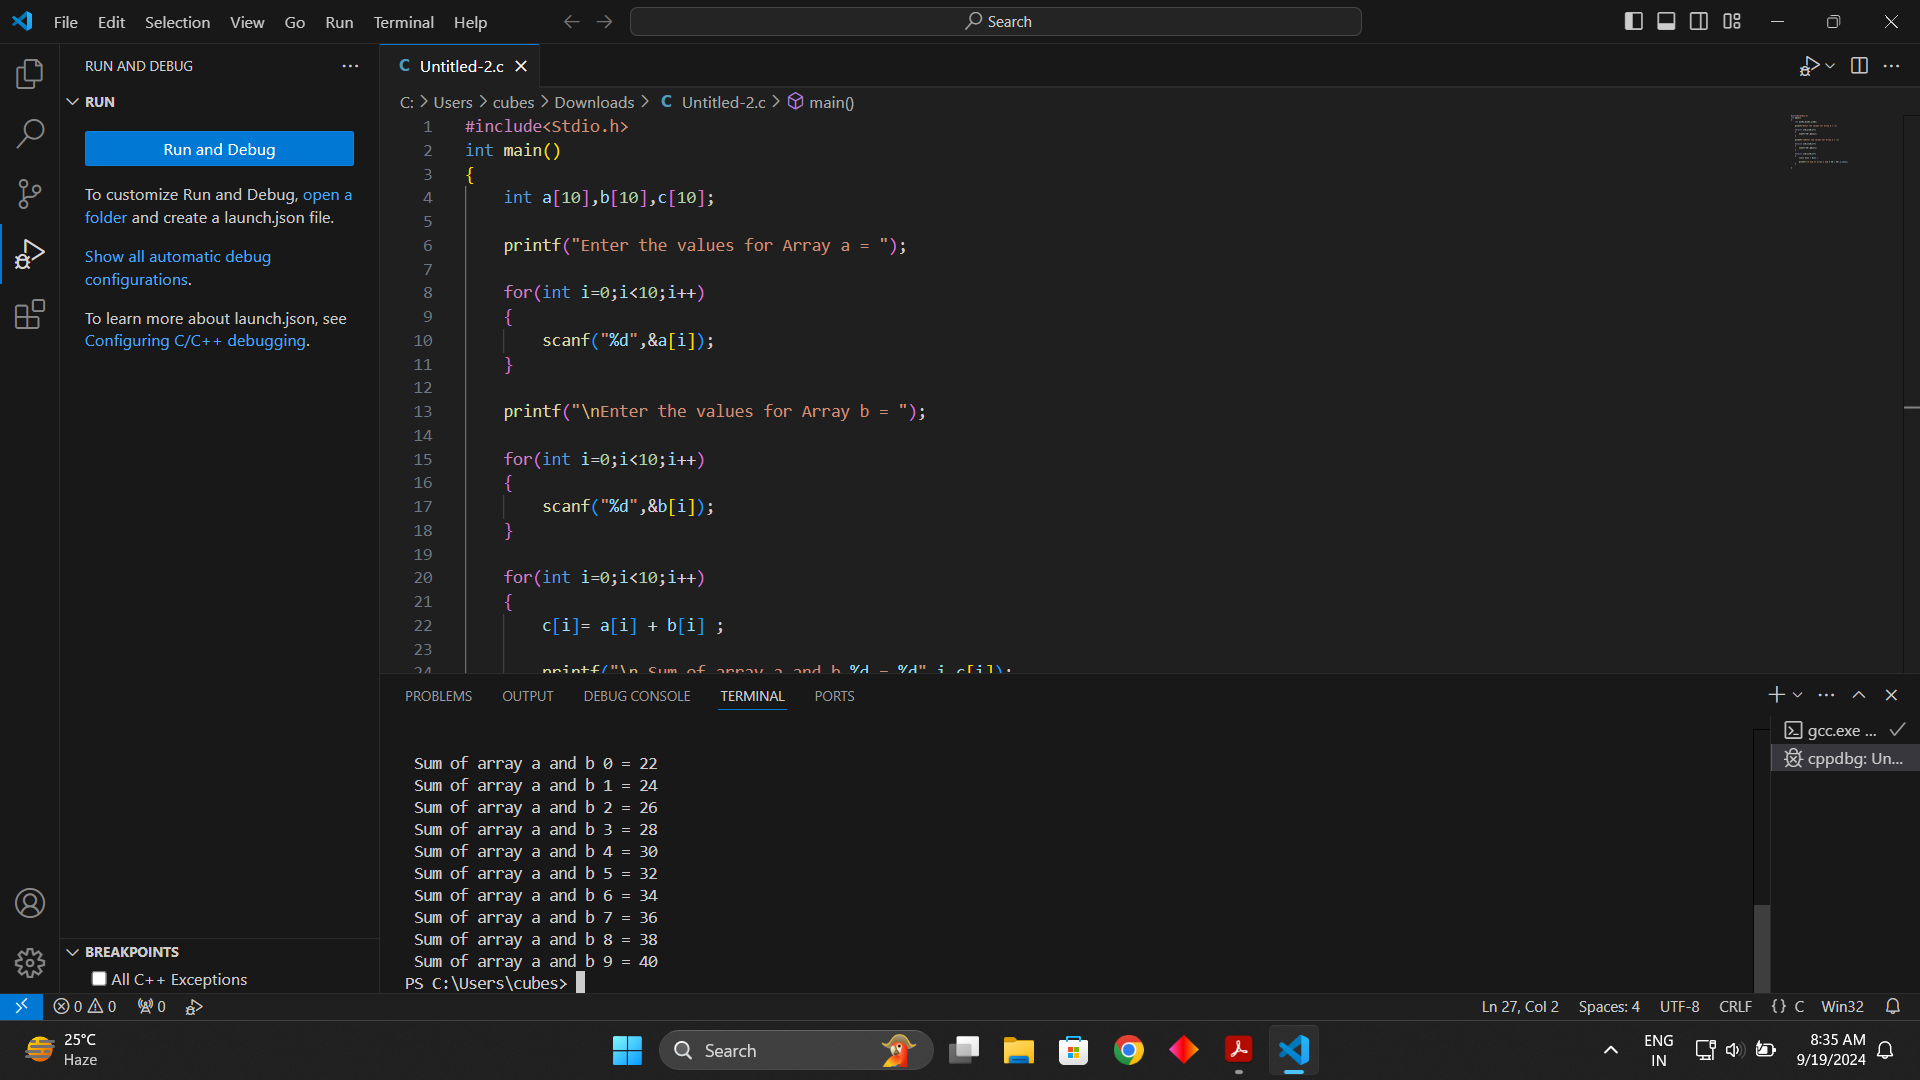 File Edit Selection View Go Run Terminal Help
Search
RUN AND DEBUG
RUN
Run and Debug
To customize Run and Debug, open a
folder and create a launch.json file.
Show all automatic debug
configurations.
To learn more about launch.json, see
Configuring C/C++ debugging.
BREAKPOINTS
All C++ Exceptions
C Untitled-2.c
C: > Users > cubes > Downloads > C Untitled-2.c > main()
1 #include<Stdio.h>
2 int main()
3 {
4 int a[10],b[10],c[10];
5
6 printf("Enter the values for Array a = ");
7
8 for(int i=0;i<10;i++)
9 {
10 scanf("%d",&a[i]);
11 }
12
13 printf("\nEnter the values for Array b = ");
14
15 for(int i=0;i<10;i++)
16 {
17 scanf("%d",&b[i]);
18 }
19
20 for(int i=0;i<10;i++)
21 {
22 c[i]= a[i] + b[i] ;
23
24 printf("\n Sum of array a and b %d = %d",i,c[i]);
PROBLEMS OUTPUT DEBUG CONSOLE TERMINAL PORTS
gcc.exe ...
cppdbg: Un...
Sum of array a and b 0 = 22
Sum of array a and b 1 = 24
Sum of array a and b 2 = 26
Sum of array a and b 3 = 28
Sum of array a and b 4 = 30
Sum of array a and b 5 = 32
Sum of array a and b 6 = 34
Sum of array a and b 7 = 36
Sum of array a and b 8 = 38
Sum of array a and b 9 = 40
PS C:\Users\cubes>
0 0 0
Ln 27, Col 2 Spaces: 4 UTF-8 CRLF {} C Win32
25°C
Haze
Search
ENG
IN
8:35 AM
9/19/2024